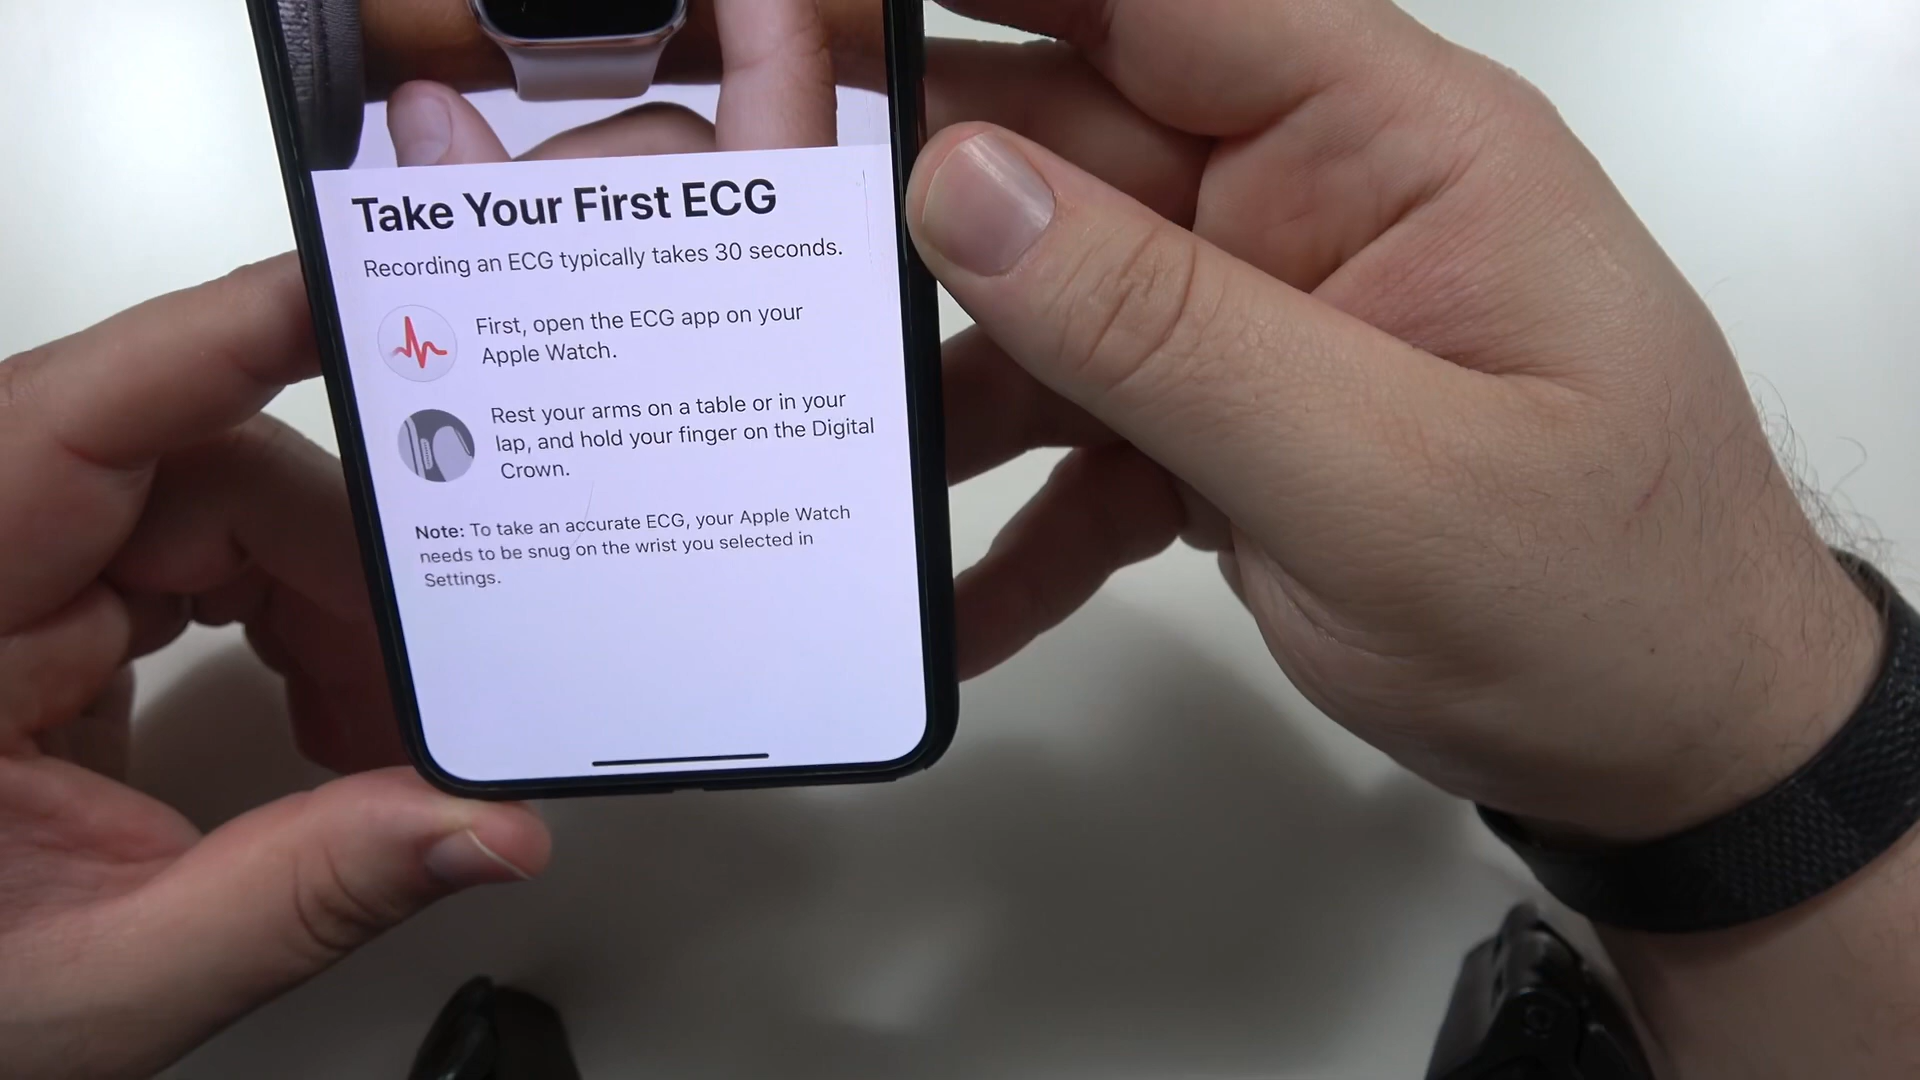 Take Your First ECG
Recording an ECG typically takes 30 seconds.
First, open the ECG app on your
Apple Watch.
Rest your arms on a table or in your
lap, and hold your finger on the Digital
Crown.
Note: To take an accurate ECG, your Apple Watch
needs to be snug on the wrist you selected in
Settings.